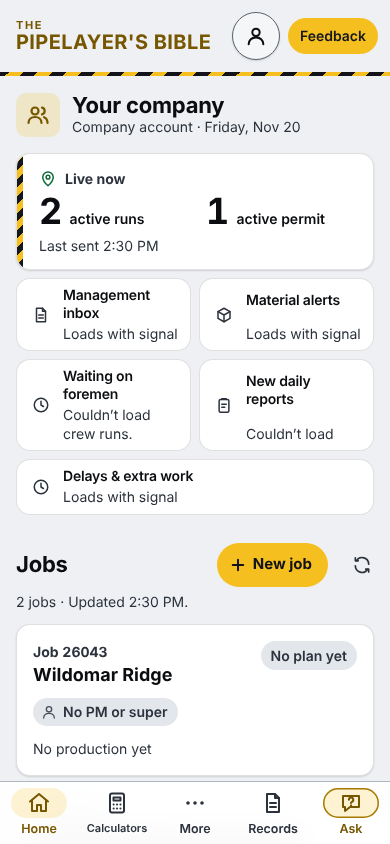 THE
PIPELAYER'S BIBLE
Feedback
Your company
Company account · Friday, Nov 20
Live now
2 active runs
1 active permit
Last sent 2:30 PM
Management
inbox
Loads with signal
Material alerts
Loads with signal
Waiting on
foremen
Couldn’t load
crew runs.
New daily
reports
Couldn’t load
Delays & extra work
Loads with signal
Jobs
+ New job
2 jobs · Updated 2:30 PM.
Job 26043
No plan yet
Wildomar Ridge
No PM or super
No production yet
Home
Calculators
More
Records
Ask